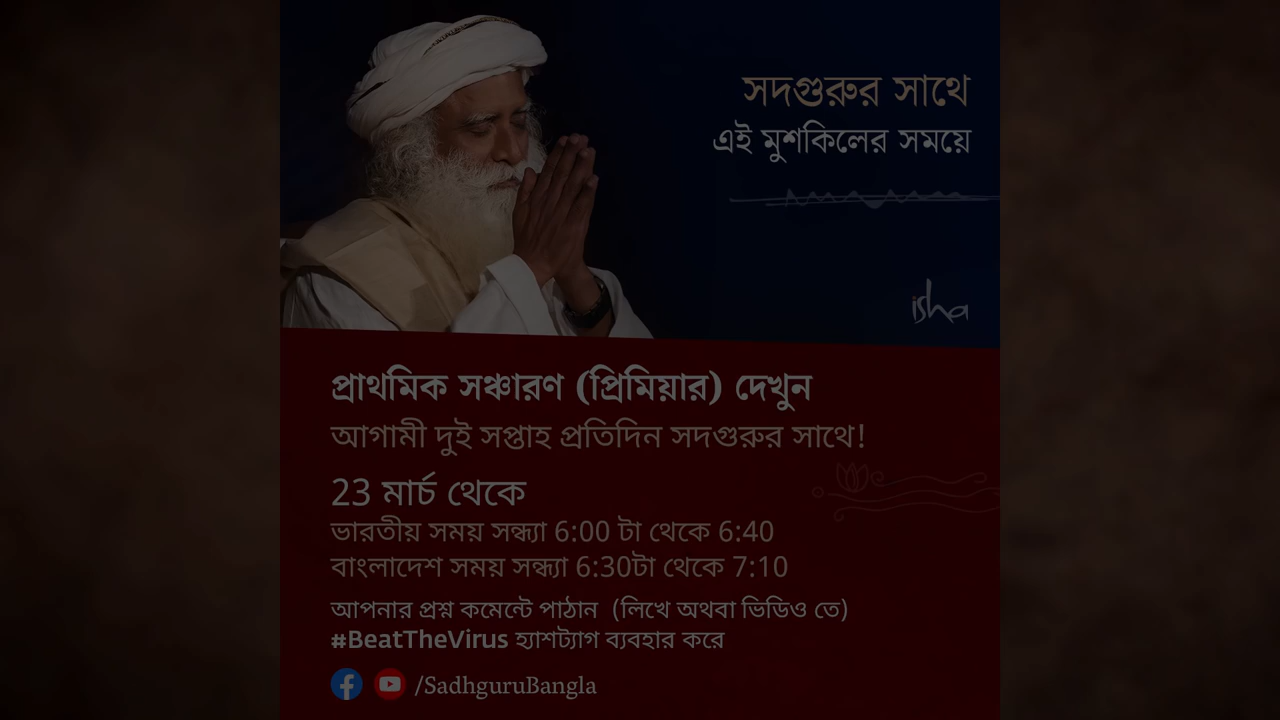 সদগুরুর সাথে
এই মুশকিলের সময়ে
isha
প্রাথমিক সঞ্চারণ (প্রিমিয়ার) দেখুন
আগামী দুই সপ্তাহ প্রতিদিন সদগুরুর সাথে!
23 মার্চ থেকে
ভারতীয় সময় সন্ধ্যা 6:00 টা থেকে 6:40
বাংলাদেশ সময় সন্ধ্যা 6:30টা থেকে 7:10
আপনার প্রশ্ন কমেন্টে পাঠান (লিখে অথবা ভিডিও তে)
#BeatTheVirus হ্যাশট্যাগ ব্যবহার করে
/SadhguruBangla